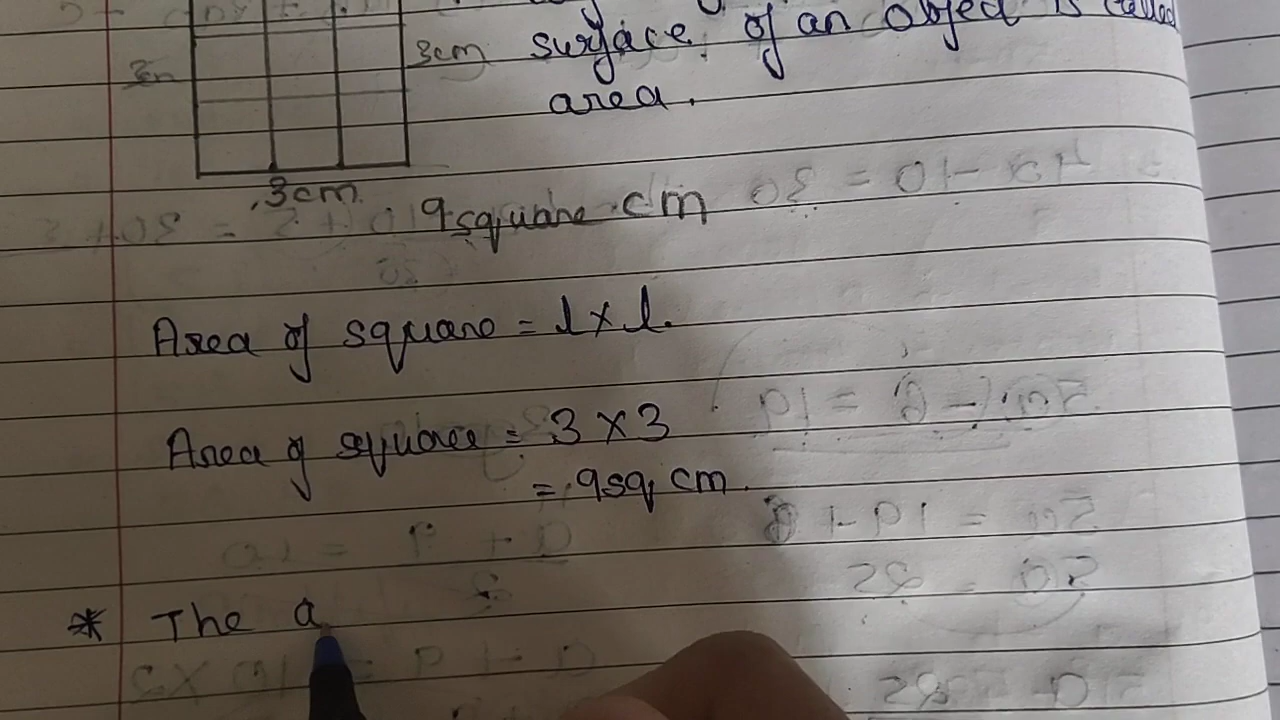 surface of an object is called
3cm
area.
3cm
9 square cm
Area of square = l × l.
Area of square = 3 × 3
= 9 sq cm.
* The a